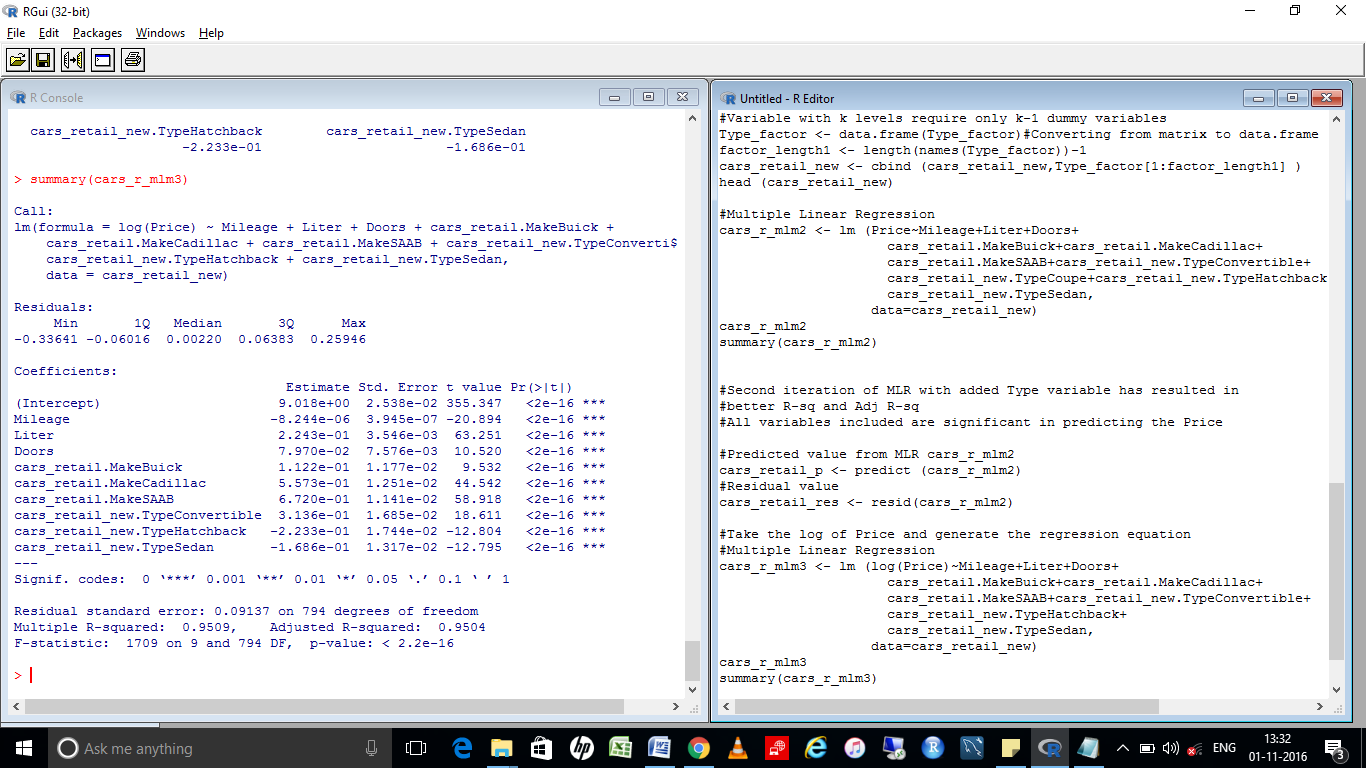 RGui (32-bit)
File Edit Packages Windows Help
R Console
cars_retail_new.TypeHatchback cars_retail_new.TypeSedan
-2.233e-01 -1.686e-01
> summary(cars_r_mlm3)
Call:
lm(formula = log(Price) ~ Mileage + Liter + Doors + cars_retail.MakeBuick +
cars_retail.MakeCadillac + cars_retail.MakeSAAB + cars_retail_new.TypeConverti$
cars_retail_new.TypeHatchback + cars_retail_new.TypeSedan,
data = cars_retail_new)
Residuals:
Min 1Q Median 3Q Max
-0.33641 -0.06016 0.00220 0.06383 0.25946
Coefficients:
Estimate Std. Error t value Pr(>|t|)
(Intercept) 9.018e+00 2.538e-02 355.347 <2e-16 ***
Mileage -8.244e-06 3.945e-07 -20.894 <2e-16 ***
Liter 2.243e-01 3.546e-03 63.251 <2e-16 ***
Doors 7.970e-02 7.576e-03 10.520 <2e-16 ***
cars_retail.MakeBuick 1.122e-01 1.177e-02 9.532 <2e-16 ***
cars_retail.MakeCadillac 5.573e-01 1.251e-02 44.542 <2e-16 ***
cars_retail.MakeSAAB 6.720e-01 1.141e-02 58.918 <2e-16 ***
cars_retail_new.TypeConvertible 3.136e-01 1.685e-02 18.611 <2e-16 ***
cars_retail_new.TypeHatchback -2.233e-01 1.744e-02 -12.804 <2e-16 ***
cars_retail_new.TypeSedan -1.686e-01 1.317e-02 -12.795 <2e-16 ***
---
Signif. codes: 0 ‘***’ 0.001 ‘**’ 0.01 ‘*’ 0.05 ‘.’ 0.1 ‘ ’ 1
Residual standard error: 0.09137 on 794 degrees of freedom
Multiple R-squared: 0.9509, Adjusted R-squared: 0.9504
F-statistic: 1709 on 9 and 794 DF, p-value: < 2.2e-16
>
Untitled - R Editor
#Variable with k levels require only k-1 dummy variables
Type_factor <- data.frame(Type_factor)#Converting from matrix to data.frame
factor_length1 <- length(names(Type_factor))-1
cars_retail_new <- cbind (cars_retail_new,Type_factor[1:factor_length1] )
head (cars_retail_new)
#Multiple Linear Regression
cars_r_mlm2 <- lm (Price~Mileage+Liter+Doors+
cars_retail.MakeBuick+cars_retail.MakeCadillac+
cars_retail.MakeSAAB+cars_retail_new.TypeConvertible+
cars_retail_new.TypeCoupe+cars_retail_new.TypeHatchback
cars_retail_new.TypeSedan,
data=cars_retail_new)
cars_r_mlm2
summary(cars_r_mlm2)
#Second iteration of MLR with added Type variable has resulted in
#better R-sq and Adj R-sq
#All variables included are significant in predicting the Price
#Predicted value from MLR cars_r_mlm2
cars_retail_p <- predict (cars_r_mlm2)
#Residual value
cars_retail_res <- resid(cars_r_mlm2)
#Take the log of Price and generate the regression equation
#Multiple Linear Regression
cars_r_mlm3 <- lm (log(Price)~Mileage+Liter+Doors+
cars_retail.MakeBuick+cars_retail.MakeCadillac+
cars_retail.MakeSAAB+cars_retail_new.TypeConvertible+
cars_retail_new.TypeHatchback+
cars_retail_new.TypeSedan,
data=cars_retail_new)
cars_r_mlm3
summary(cars_r_mlm3)
Ask me anything
ENG
13:32
01-11-2016
3